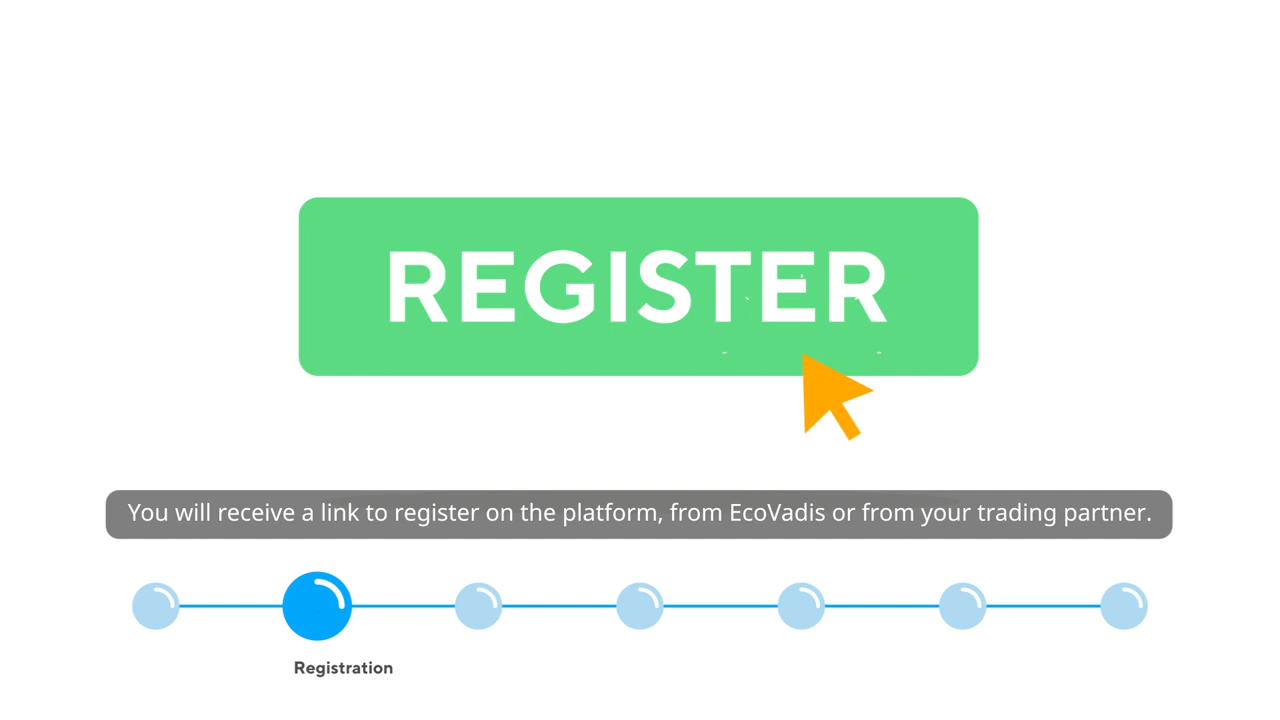 REGISTER
You will receive a link to register on the platform, from EcoVadis or from your trading partner.
Registration